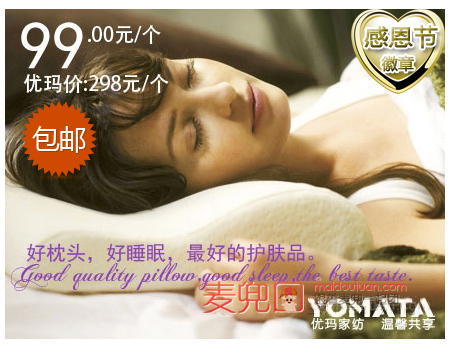 99.00元/个
优玛价:298元/个
感恩节
徽章
包邮
好枕头，好睡眠，最好的护肤品。
Good quality pillow,good sleep,the best taste.
麦兜
maidoutuan.com
YOMATA
优玛家纺 温馨共享